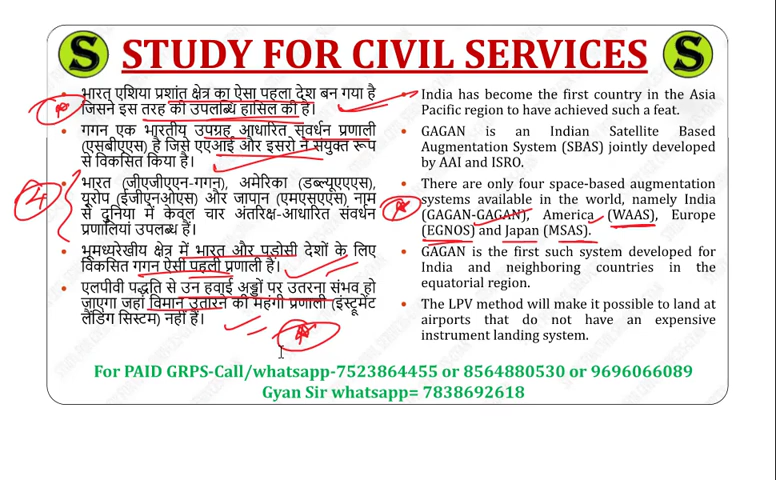 S STUDY FOR CIVIL SERVICES S
भारत एशिया प्रशांत क्षेत्र का ऐसा पहला देश बन गया है
जिसने इस तरह की उपलब्धि हासिल की है।
गगन एक भारतीय उपग्रह आधारित संवर्धन प्रणाली
(एसबीएएस) है जिसे एएआई और इसरो ने संयुक्त रूप
से विकसित किया है।
भारत (जीएजीएएन-गगन), अमेरिका (डब्ल्यूएएएस),
यूरोप (ईजीएनओएस) और जापान (एमएसएएस) नाम
से दुनिया में केवल चार अंतरिक्ष-आधारित संवर्धन
प्रणालियां उपलब्ध हैं।
4
भूमध्यरेखीय क्षेत्र में भारत और पड़ोसी देशों के लिए
विकसित गगन ऐसी पहली प्रणाली है।
एलपीवी पद्धति से उन हवाई अड्डों पर उतरना संभव हो
जाएगा जहां विमान उतारने की महंगी प्रणाली (इंस्ट्रूमेंट
लैंडिंग सिस्टम) नहीं है।
India has become the first country in the Asia
Pacific region to have achieved such a feat.
GAGAN is an Indian Satellite Based
Augmentation System (SBAS) jointly developed
by AAI and ISRO.
There are only four space-based augmentation
systems available in the world, namely India
(GAGAN-GAGAN), America (WAAS), Europe
(EGNOS) and Japan (MSAS).
GAGAN is the first such system developed for
India and neighboring countries in the
equatorial region.
The LPV method will make it possible to land at
airports that do not have an expensive
instrument landing system.
For PAID GRPS-Call/whatsapp-7523864455 or 8564880530 or 9696066089
Gyan Sir whatsapp= 7838692618